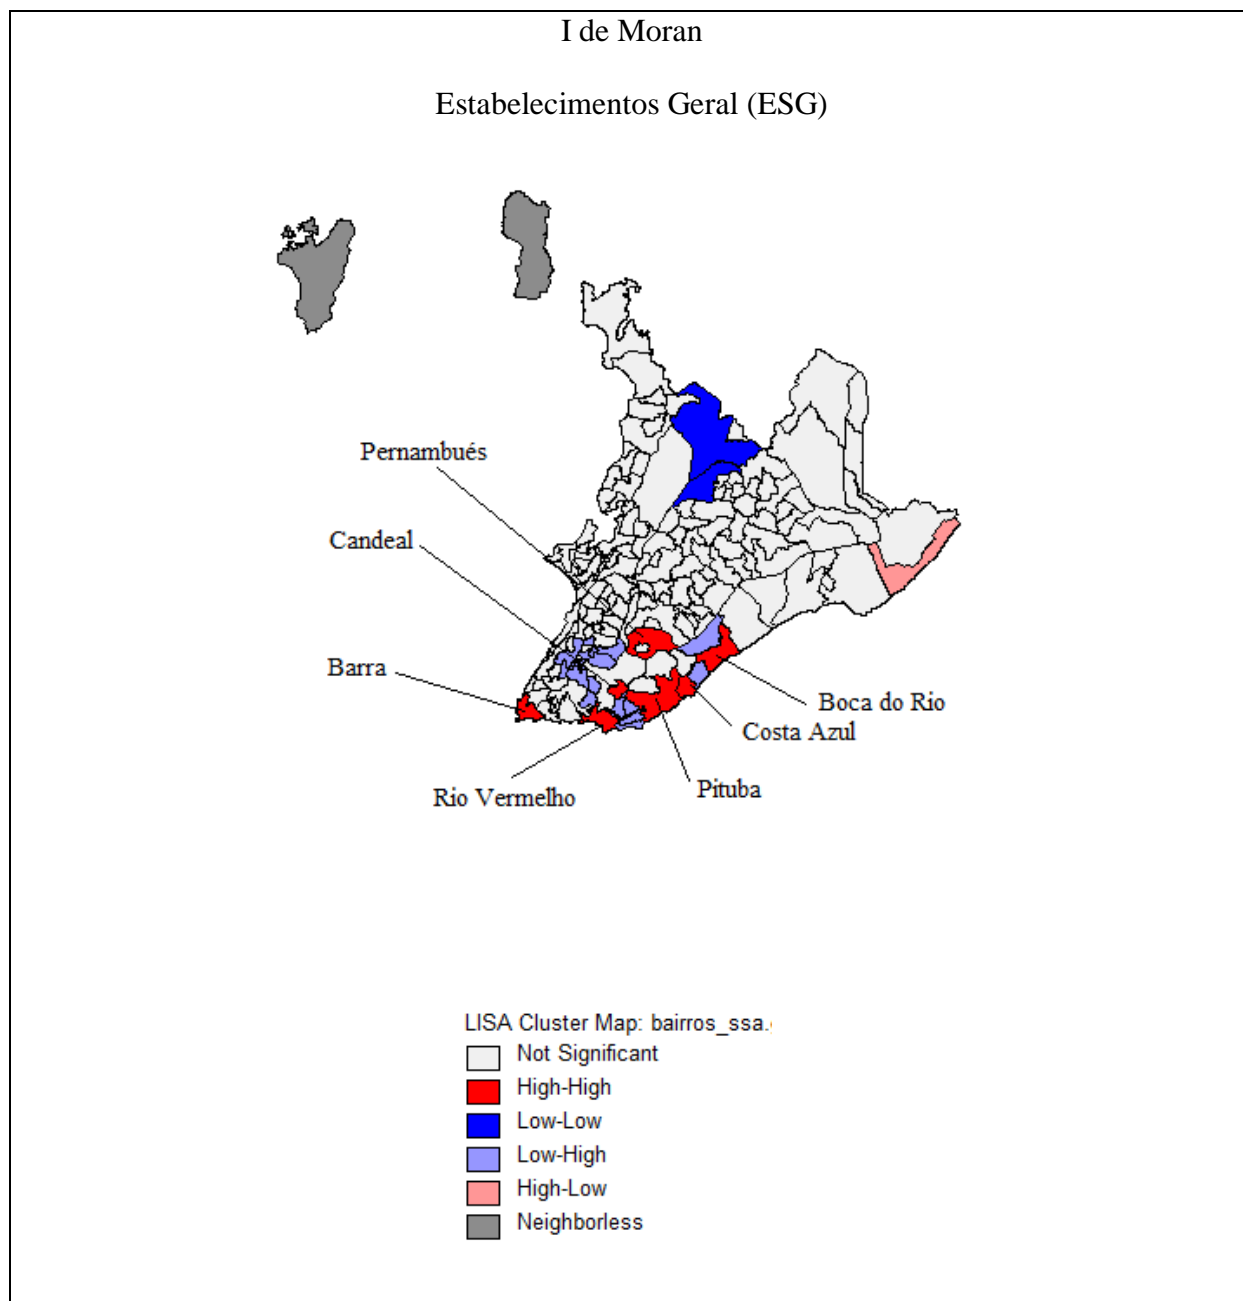 I de Moran
Estabelecimentos Geral (ESG)
Pernambués
Candeal
Barra
Boca do Rio
Costa Azul
Pituba
Rio Vermelho
LISA Cluster Map: bairros_ssa.
Not Significant
High-High
Low-Low
Low-High
High-Low
Neighborless